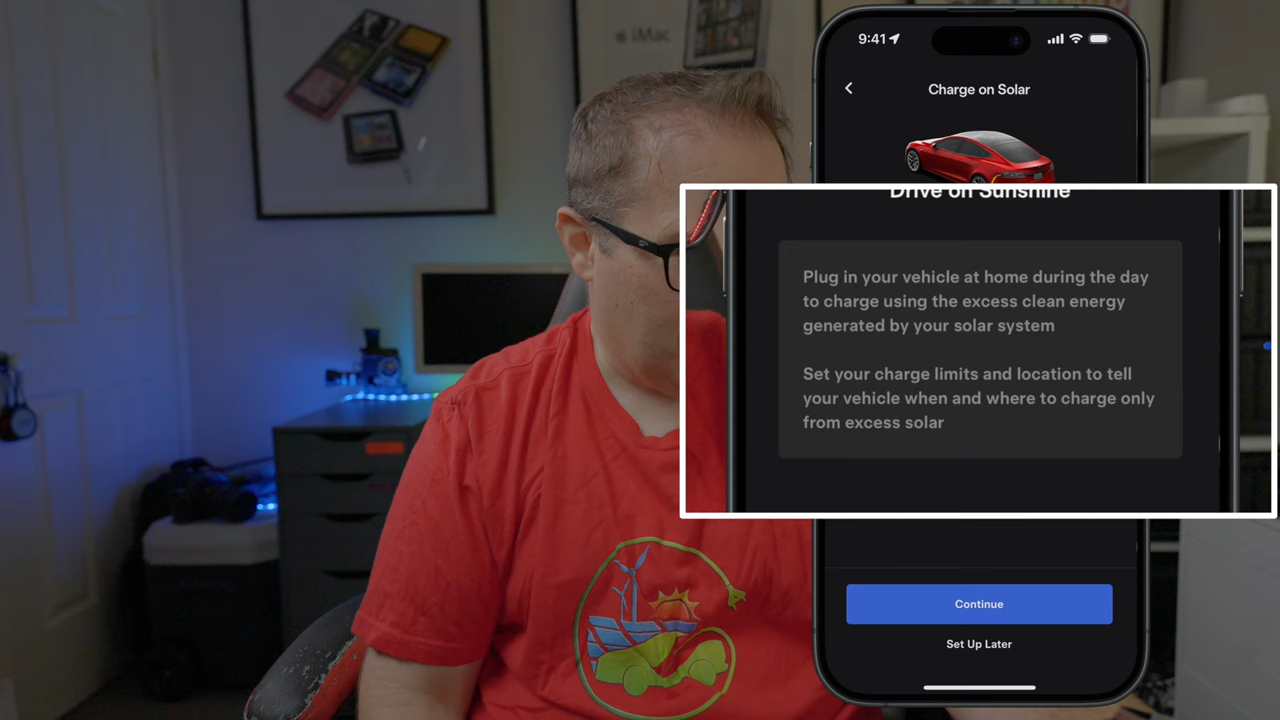 iMac
9:41
Charge on Solar
Drive on Sunshine
Plug in your vehicle at home during the day
to charge using the excess clean energy
generated by your solar system
Set your charge limits and location to tell
your vehicle when and where to charge only
from excess solar
Continue
Set Up Later